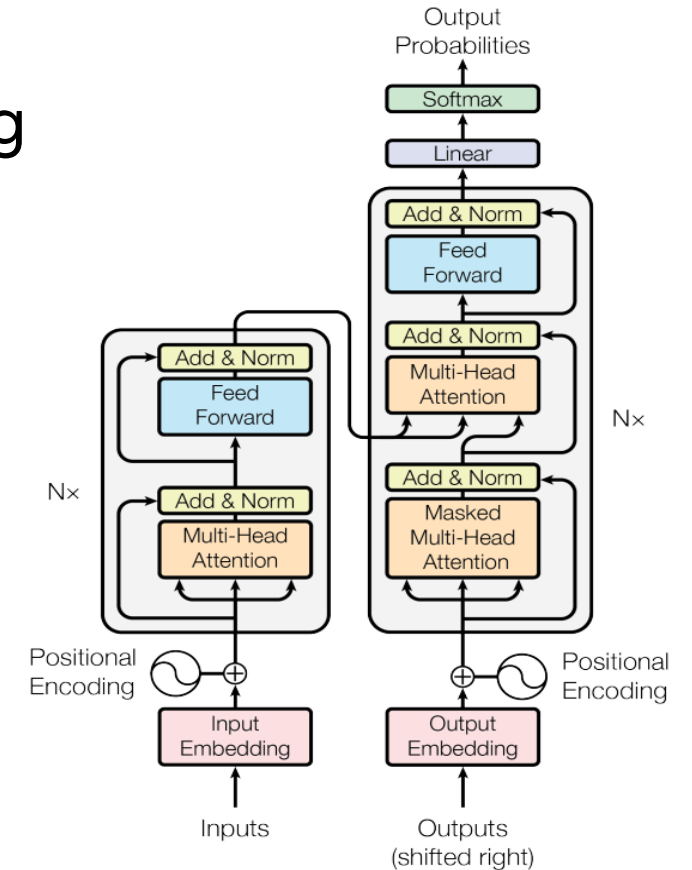 g
Output
Probabilities
Softmax
Linear
Add & Norm
Feed
Forward
Add & Norm
Multi-Head
Attention
Add & Norm
Masked
Multi-Head
Attention
Nx
Add & Norm
Feed
Forward
Add & Norm
Multi-Head
Attention
Nx
Positional
Encoding
Positional
Encoding
Input
Embedding
Output
Embedding
Inputs
Outputs
(shifted right)